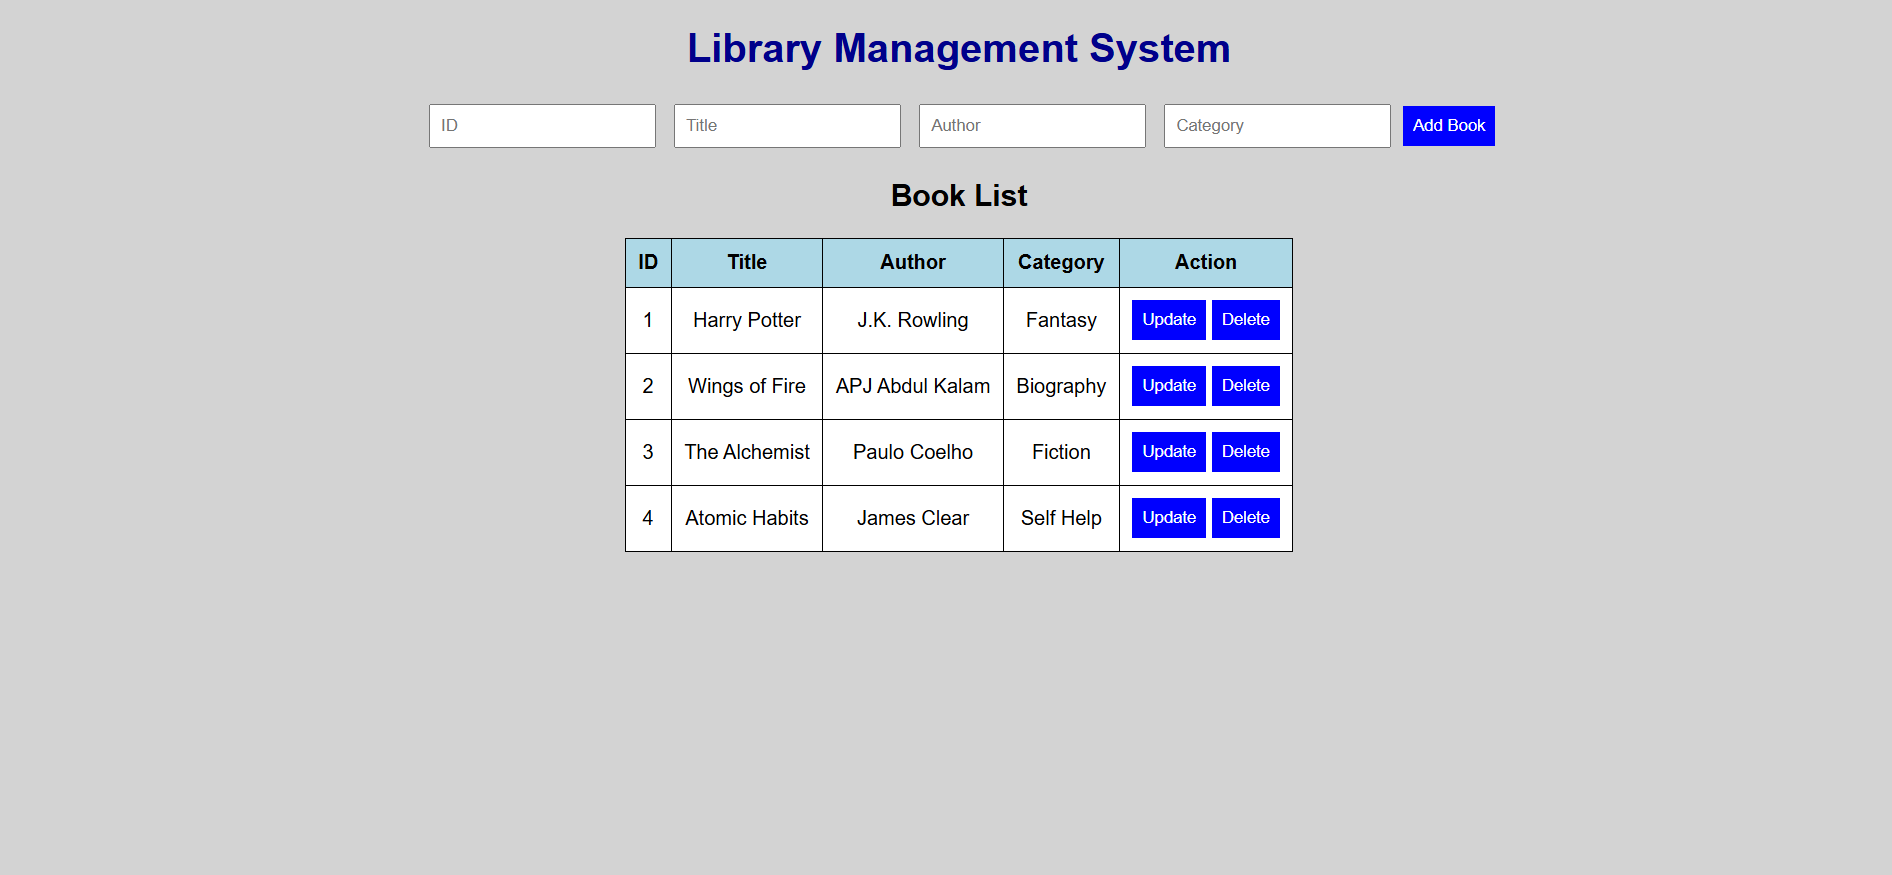 Library Management System
ID Title Author Category Add Book
Book List
ID Title Author Category Action
1 Harry Potter J.K. Rowling Fantasy Update Delete
2 Wings of Fire APJ Abdul Kalam Biography Update Delete
3 The Alchemist Paulo Coelho Fiction Update Delete
4 Atomic Habits James Clear Self Help Update Delete